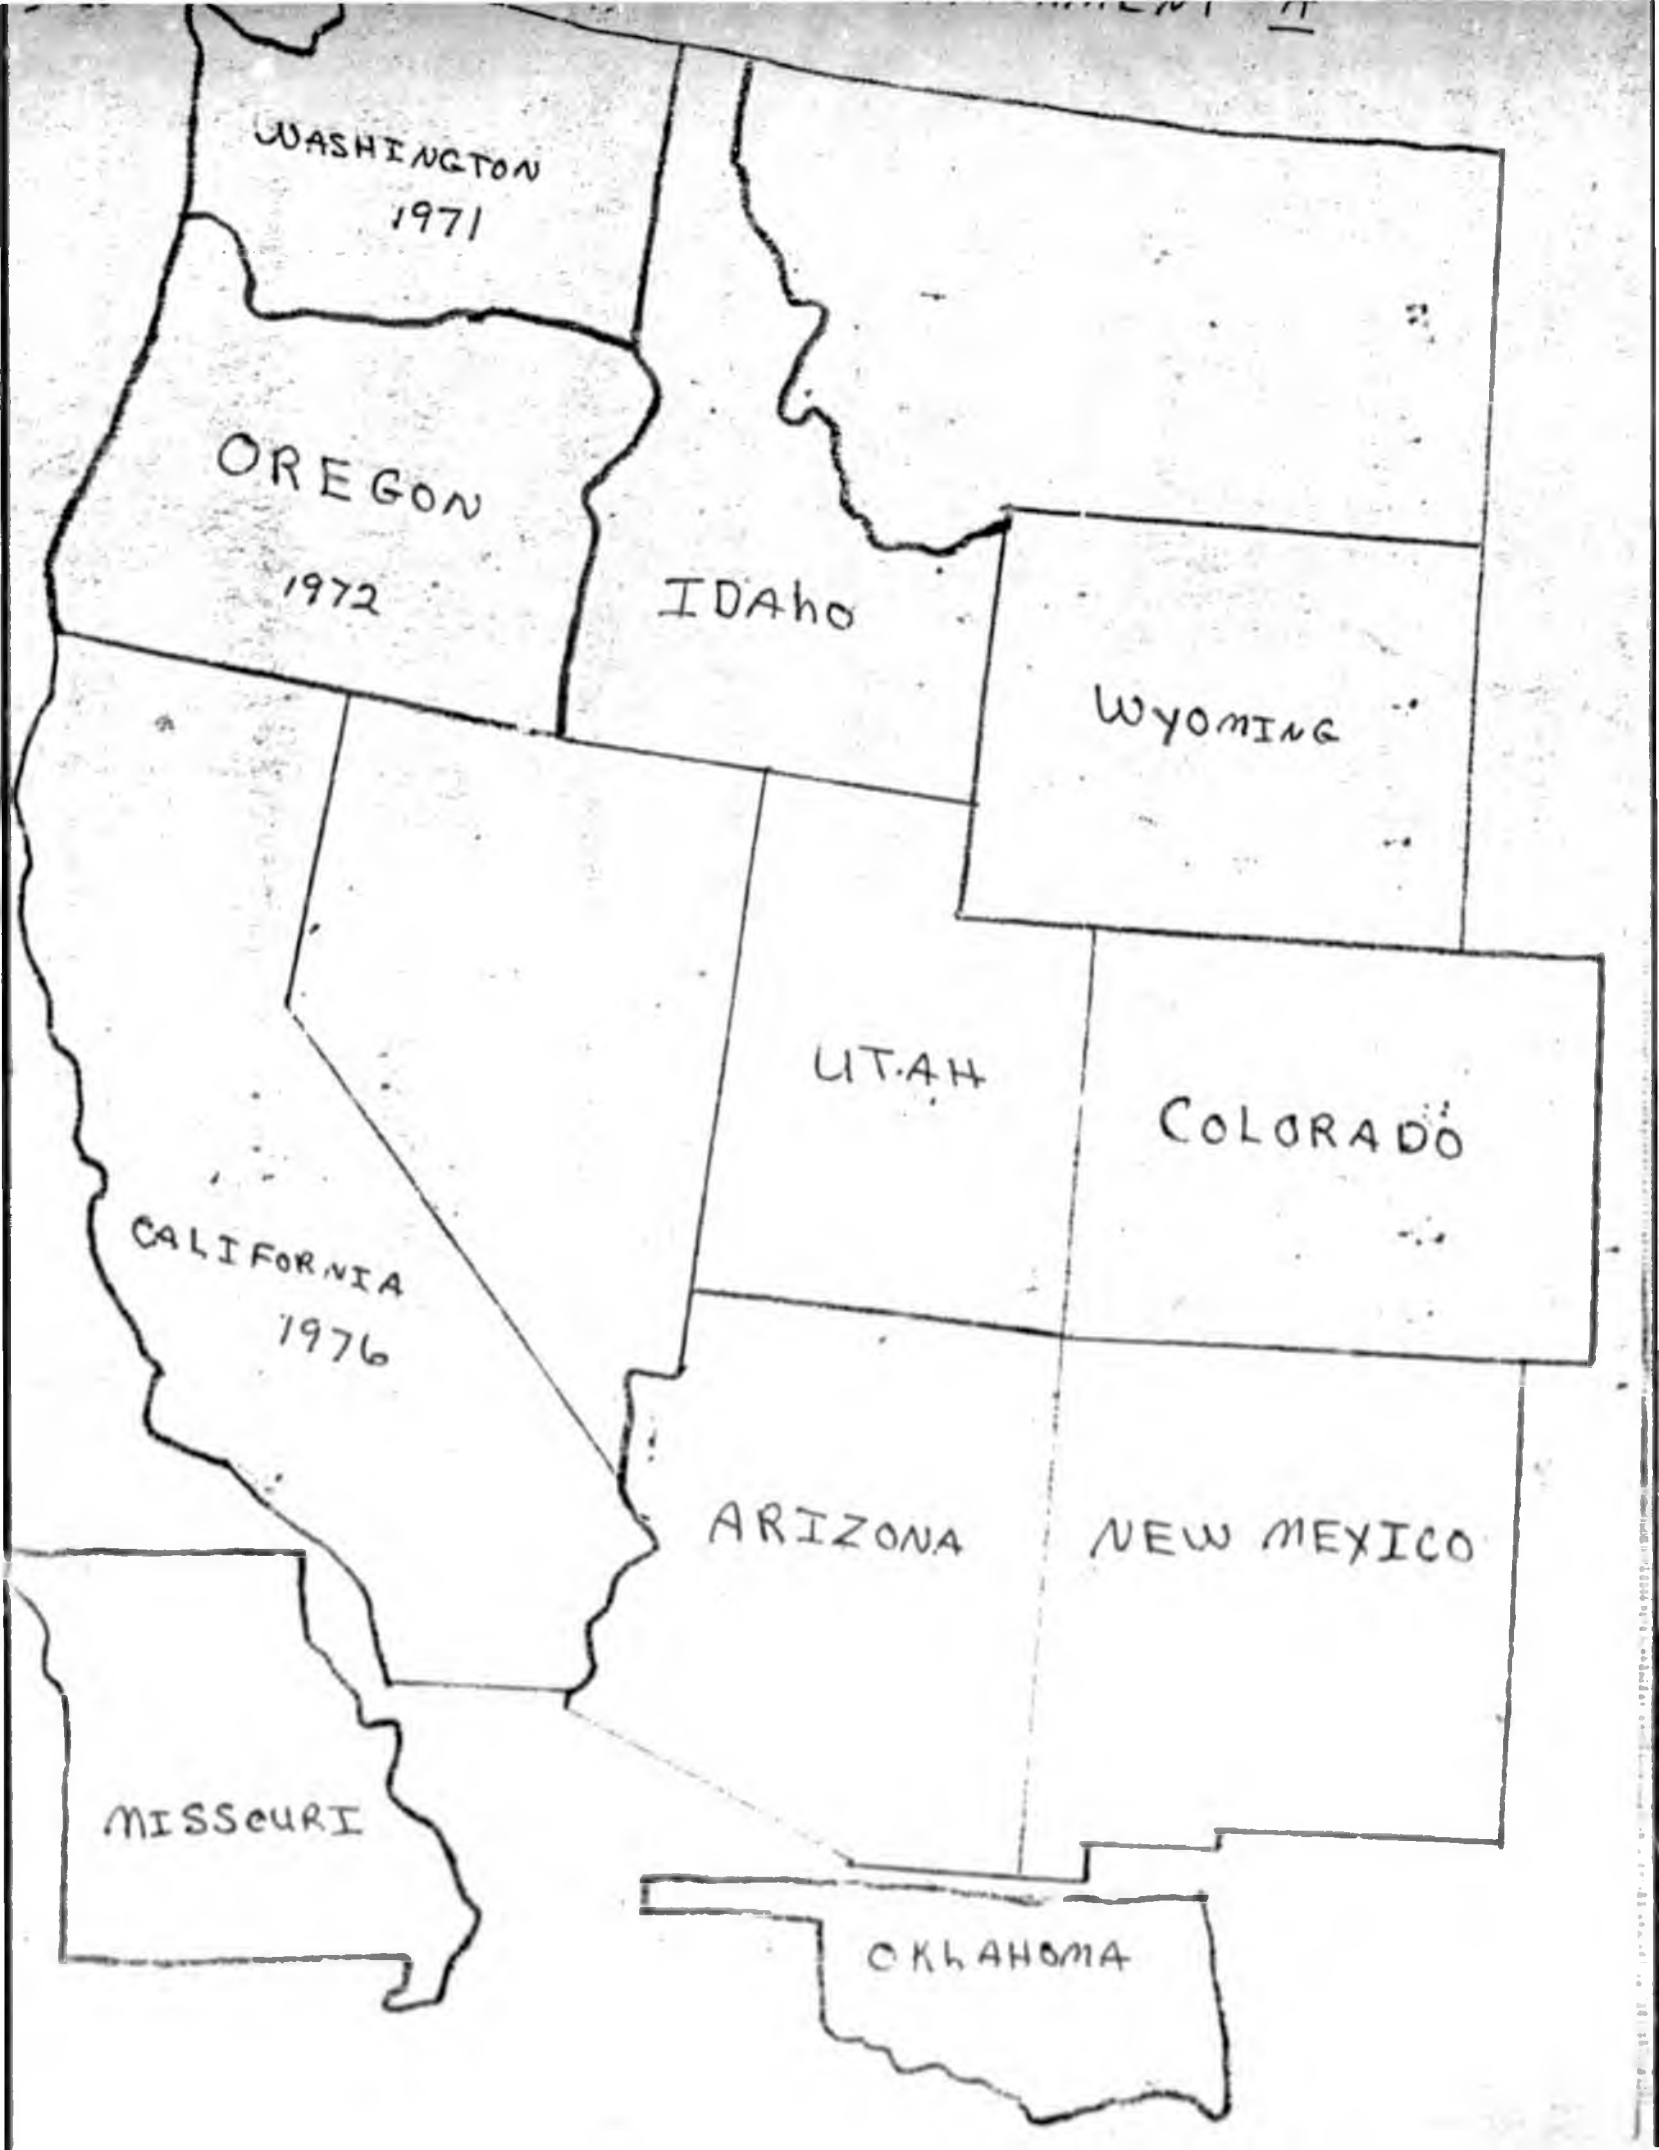 A
WASHINGTON
1971
OREGON
1972
IDAhO
WYOMING
UTAH
COLORADO
CALIFORNIA
1976
ARIZONA
NEW MEXICO
MISSOURI
OKLAHOMA